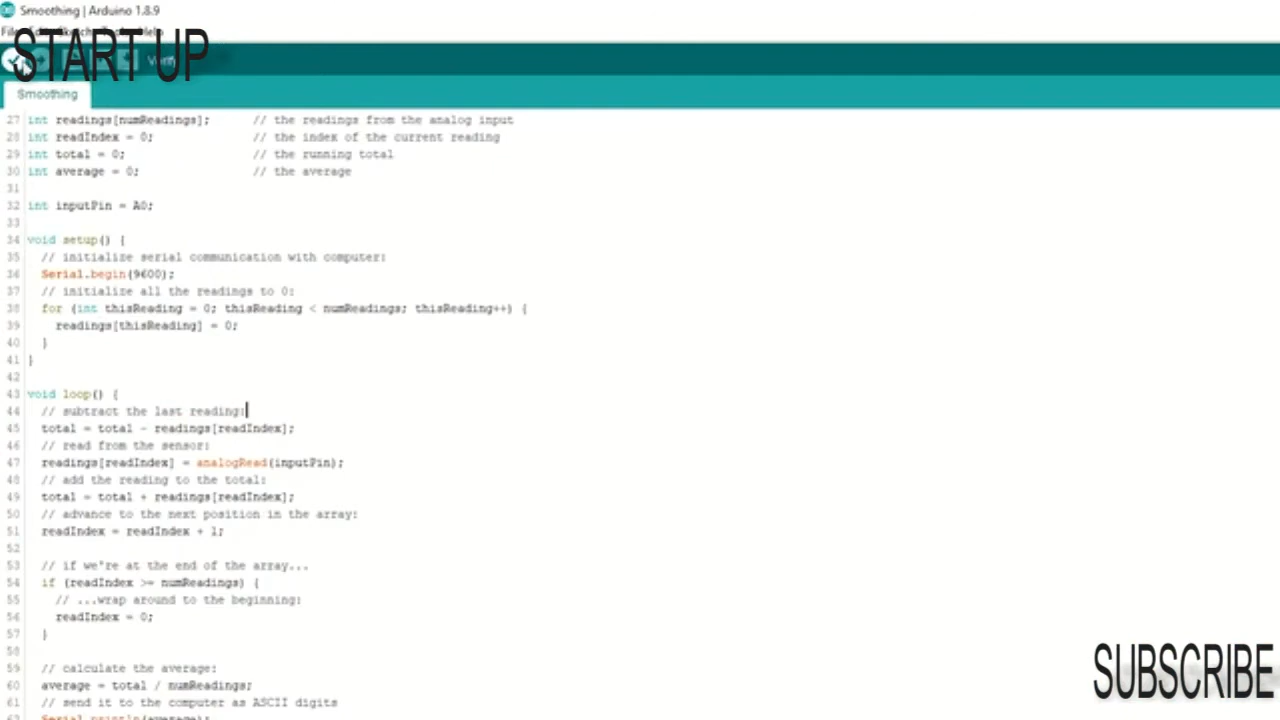 Smoothing | Arduino 1.8.9
START UP
Verify
Smoothing
27 int readings[numReadings]; // the readings from the analog input
28 int readIndex = 0; // the index of the current reading
29 int total = 0; // the running total
30 int average = 0; // the average
31
32 int inputPin = A0;
33
34 void setup() {
35 // initialize serial communication with computer:
36 Serial.begin(9600);
37 // initialize all the readings to 0:
38 for (int thisReading = 0; thisReading < numReadings; thisReading++) {
39 readings[thisReading] = 0;
40 }
41 }
42
43 void loop() {
44 // subtract the last reading:
45 total = total - readings[readIndex];
46 // read from the sensor:
47 readings[readIndex] = analogRead(inputPin);
48 // add the reading to the total:
49 total = total + readings[readIndex];
50 // advance to the next position in the array:
51 readIndex = readIndex + 1;
52
53 // if we're at the end of the array...
54 if (readIndex >= numReadings) {
55 // ...wrap around to the beginning:
56 readIndex = 0;
57 }
58
59 // calculate the average:
60 average = total / numReadings;
61 // send it to the computer as ASCII digits
62 Serial.println(average);
SUBSCRIBE